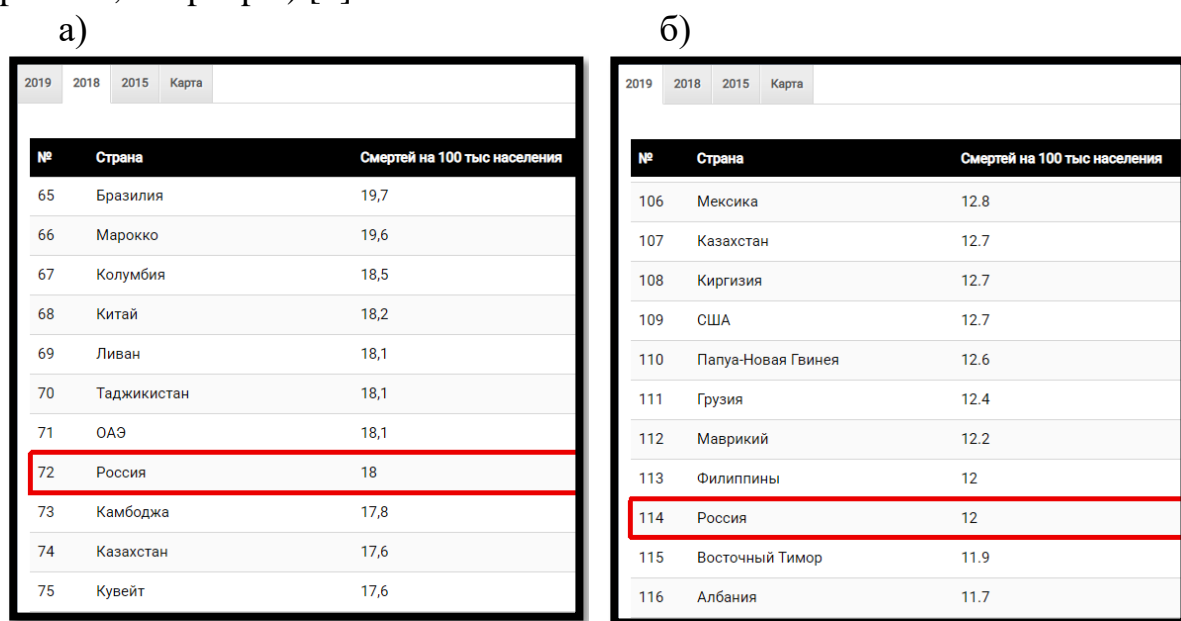 а) б)
2019 2018 2015 Карта
№ Страна Смертей на 100 тыс населения
65 Бразилия 19,7
66 Марокко 19,6
67 Колумбия 18,5
68 Китай 18,2
69 Ливан 18,1
70 Таджикистан 18,1
71 ОАЭ 18,1
72 Россия 18
73 Камбоджа 17,8
74 Казахстан 17,6
75 Кувейт 17,6
2019 2018 2015 Карта
№ Страна Смертей на 100 тыс населения
106 Мексика 12.8
107 Казахстан 12.7
108 Киргизия 12.7
109 США 12.7
110 Папуа-Новая Гвинея 12.6
111 Грузия 12.4
112 Маврикий 12.2
113 Филиппины 12
114 Россия 12
115 Восточный Тимор 11.9
116 Албания 11.7